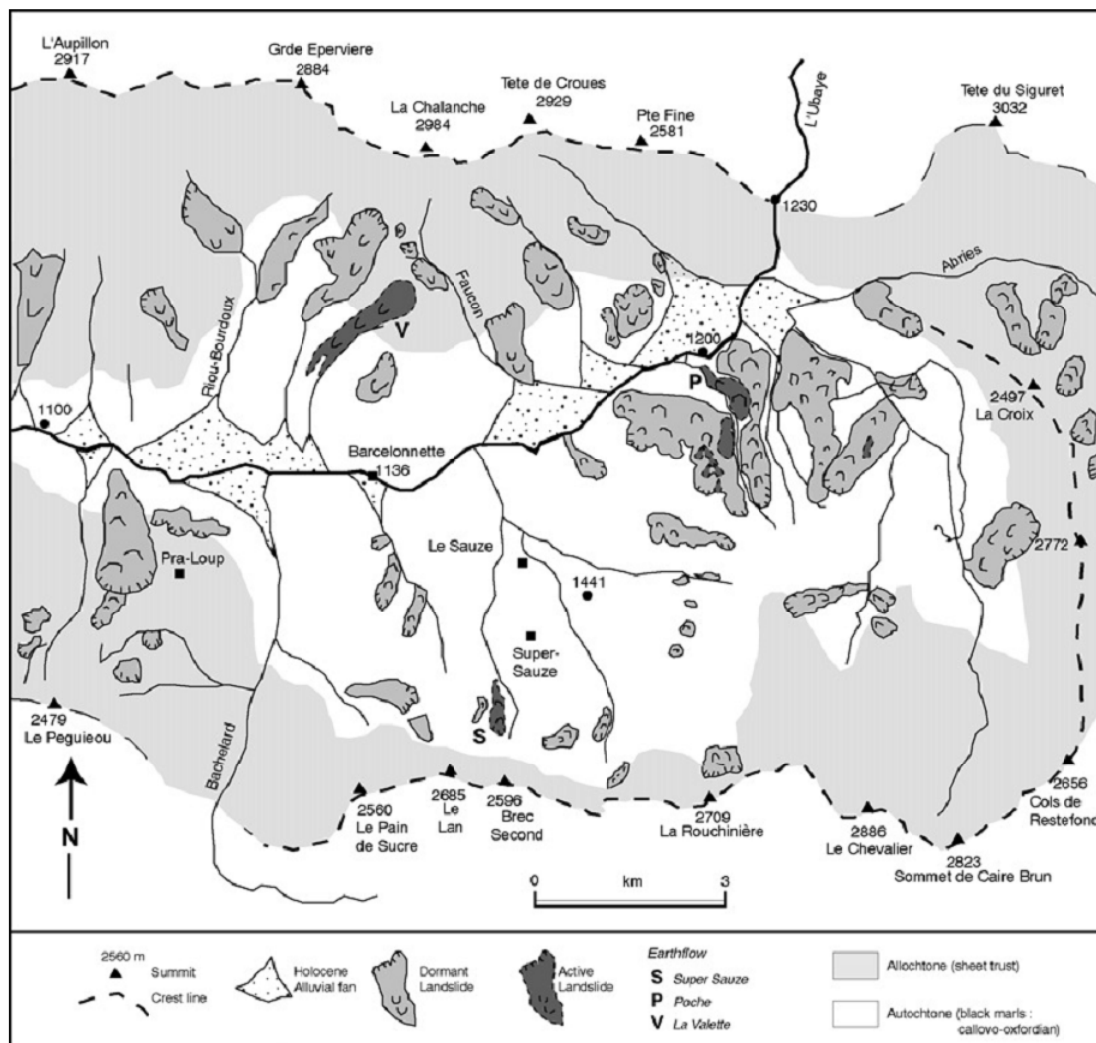 L'Aupillon
2917
Grde Eperviere
2884
La Chalanche
2984
Tete de Croues
2929
Pte Fine
2581
L'Ubaye
Tete du Siguret
3032
1230
Abries
Riou-Bourdoux
Faucon
V
1200
P
2497
La Croix
1100
Barcelonnette
1136
Pra-Loup
Le Sauze
1441
2772
Super-
Sauze
S
2479
Le Peguieou
Bachelard
N
2560
Le Pain
de Sucre
2685
Le
Lan
2596
Brec
Second
2709
La Rouchinière
2886
Le Chevalier
2823
Sommet de Caire Brun
2656
Cols de
Restefond
0 km 3
2560 m
Summit
Crest line
Holocene
Alluvial fan
Dormant
Landslide
Active
Landslide
Earthflow
S Super Sauze
P Poche
V La Valette
Allochtone (sheet trust)
Autochtone (black marls :
callovo-oxfordian)